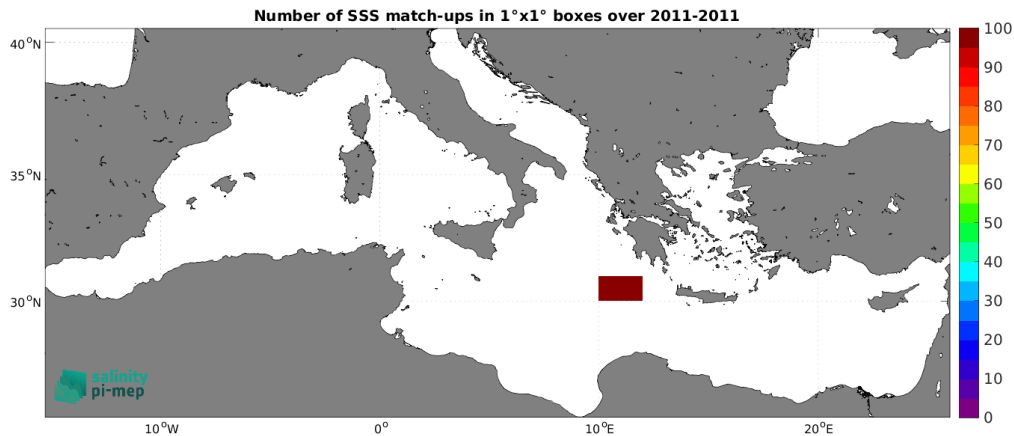 Number of SSS match-ups in 1°x1° boxes over 2011-2011
40°N
35°N
30°N
10°W
0°
10°E
20°E
100
90
80
70
60
50
40
30
20
10
0
salinity
pi-mep